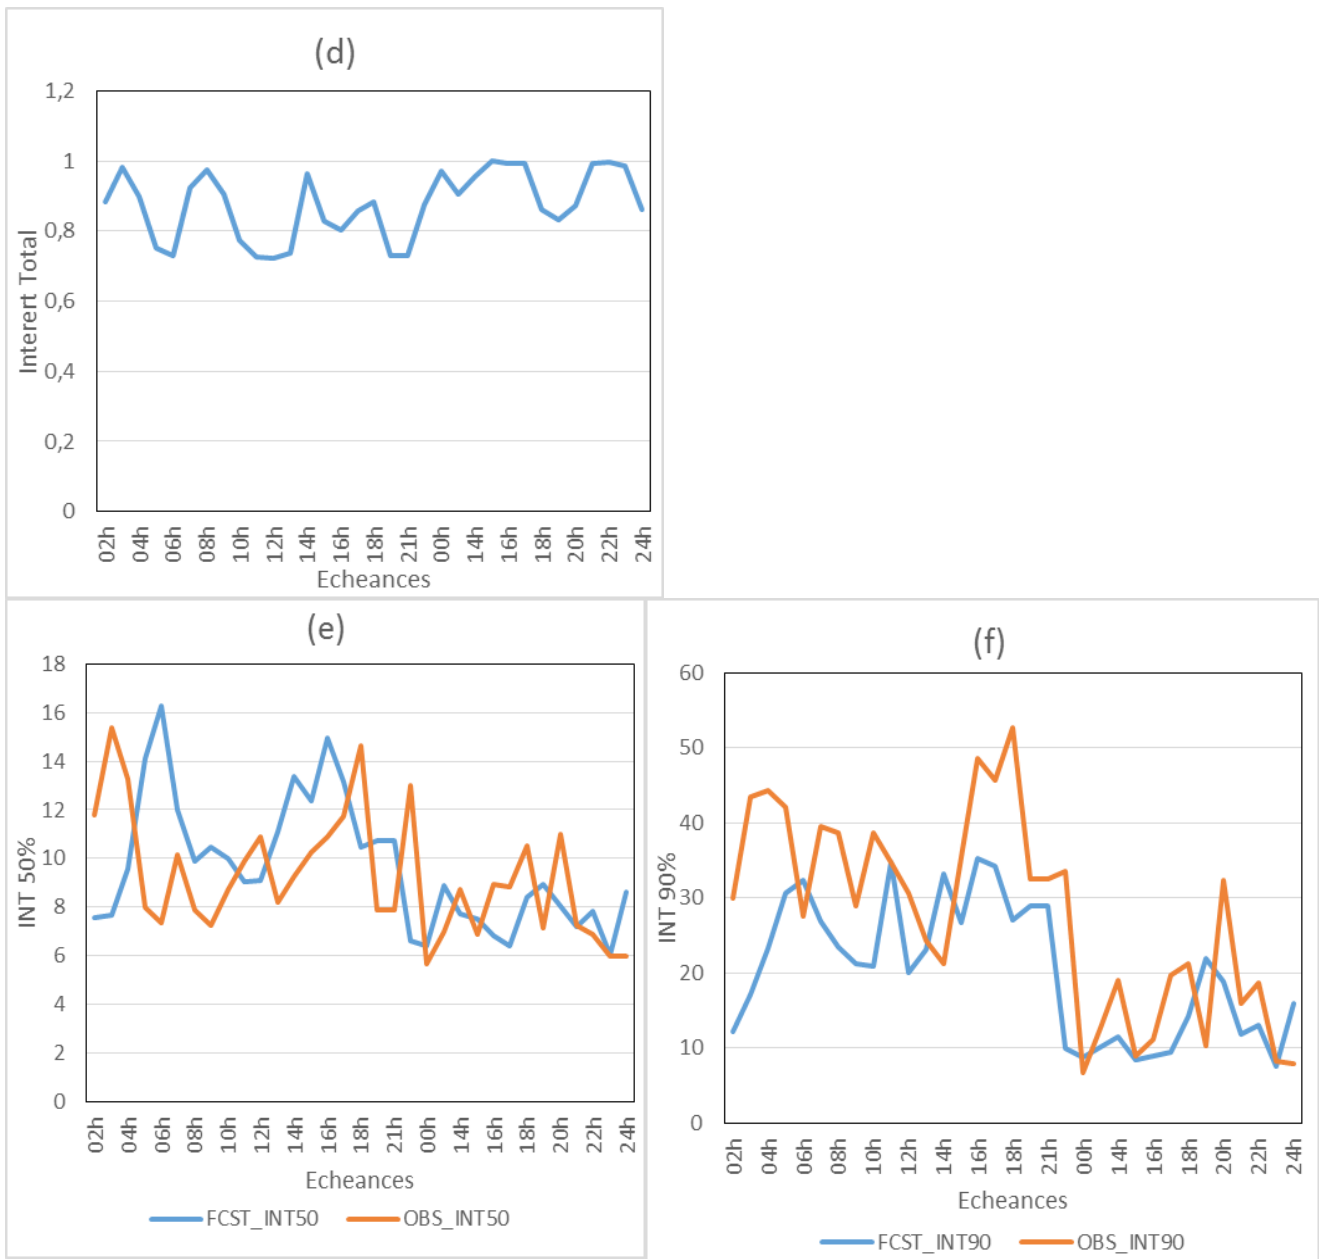 (d)
Interert Total
1,2
1
0,8
0,6
0,4
0,2
0
02h 04h 06h 08h 10h 12h 14h 16h 18h 21h 00h 14h 16h 18h 20h 22h 24h
Echeances
(e)
INT 50%
18
16
14
12
10
8
6
4
2
0
02h 04h 06h 08h 10h 12h 14h 16h 18h 21h 00h 14h 16h 18h 20h 22h 24h
Echeances
FCST_INT50 OBS_INT50
(f)
INT 90%
60
50
40
30
20
10
0
02h 04h 06h 08h 10h 12h 14h 16h 18h 21h 00h 14h 16h 18h 20h 22h 24h
Echeances
FCST_INT90 OBS_INT90